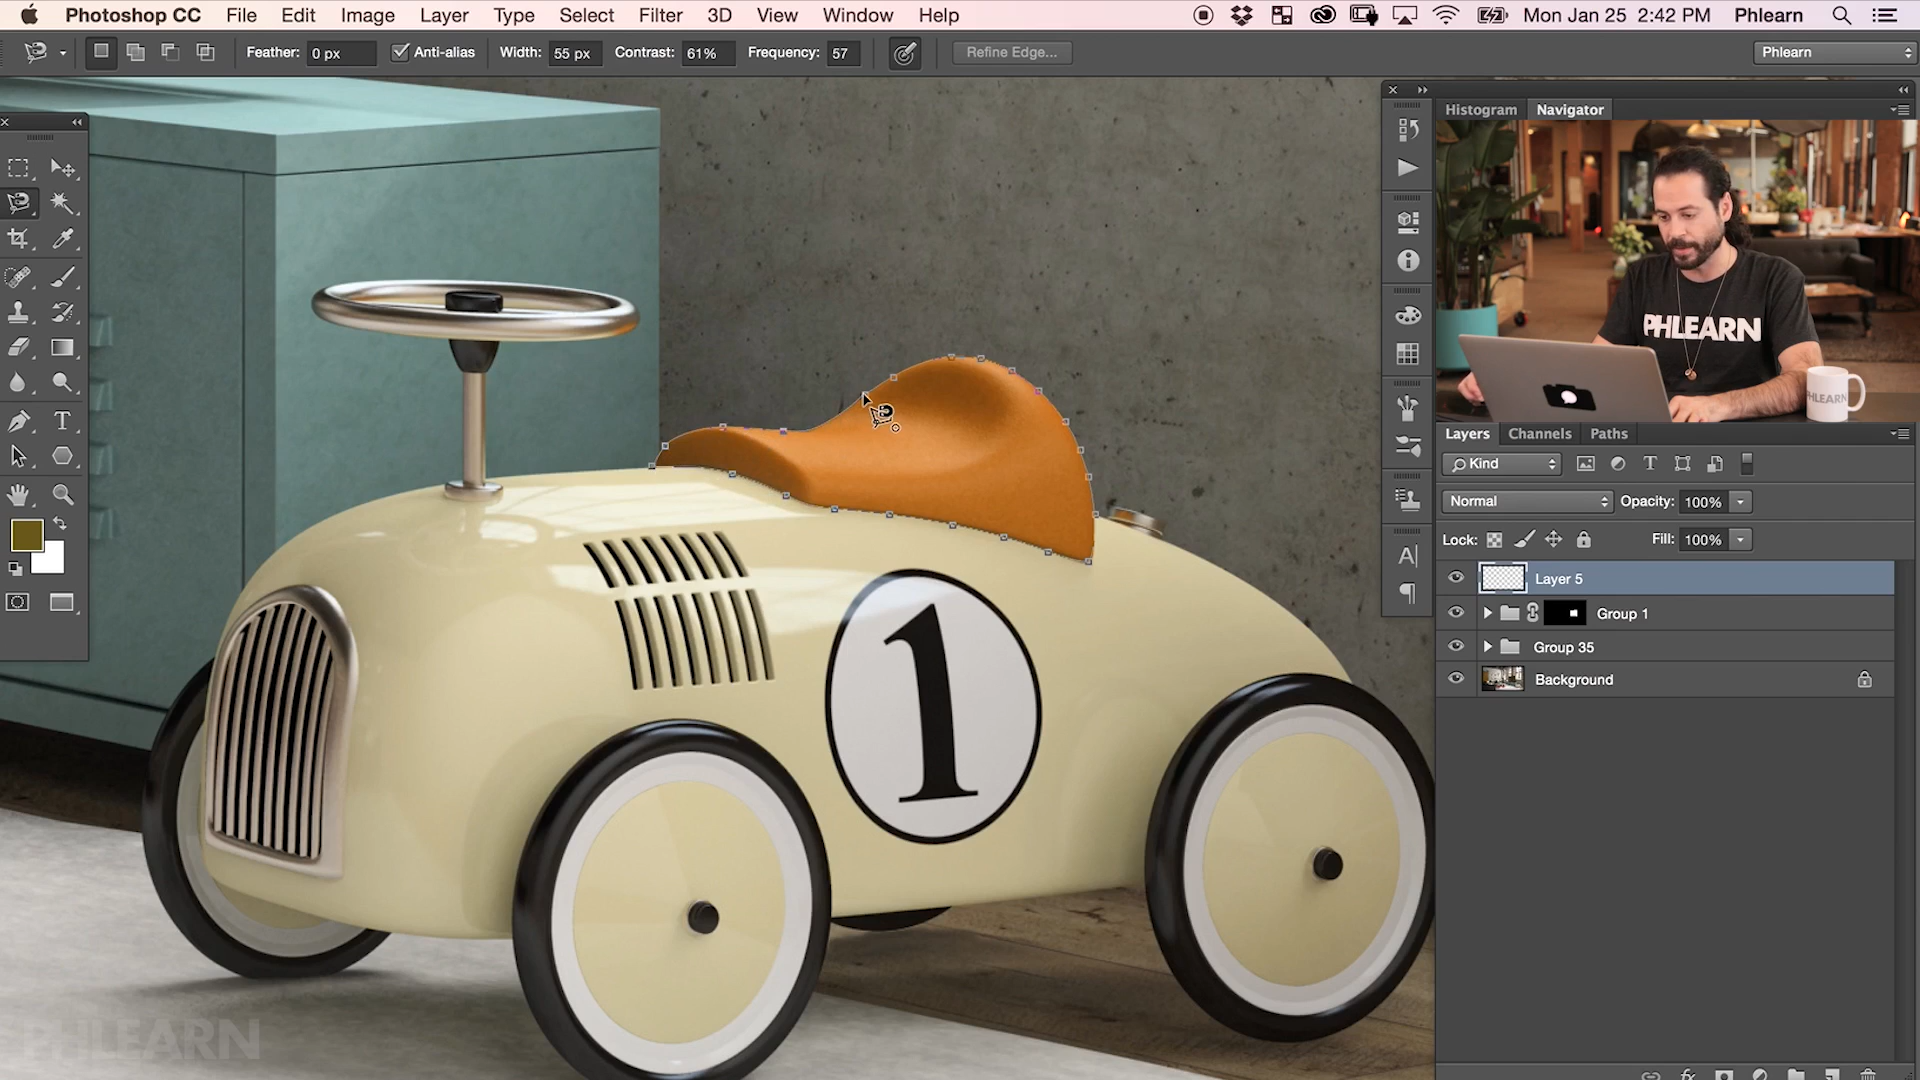 Photoshop CC File Edit Image Layer Type Select Filter 3D View Window Help Mon Jan 25 2:42 PM Phlearn
Feather: 0 px Anti-alias Width: 55 px Contrast: 61% Frequency: 57 Refine Edge... Phlearn
Histogram Navigator
PHLEARN
PHLEARN
Layers Channels Paths
Kind
Normal Opacity: 100%
Lock: Fill: 100%
Layer 5
Group 1
Group 35
Background
1
PHLEARN